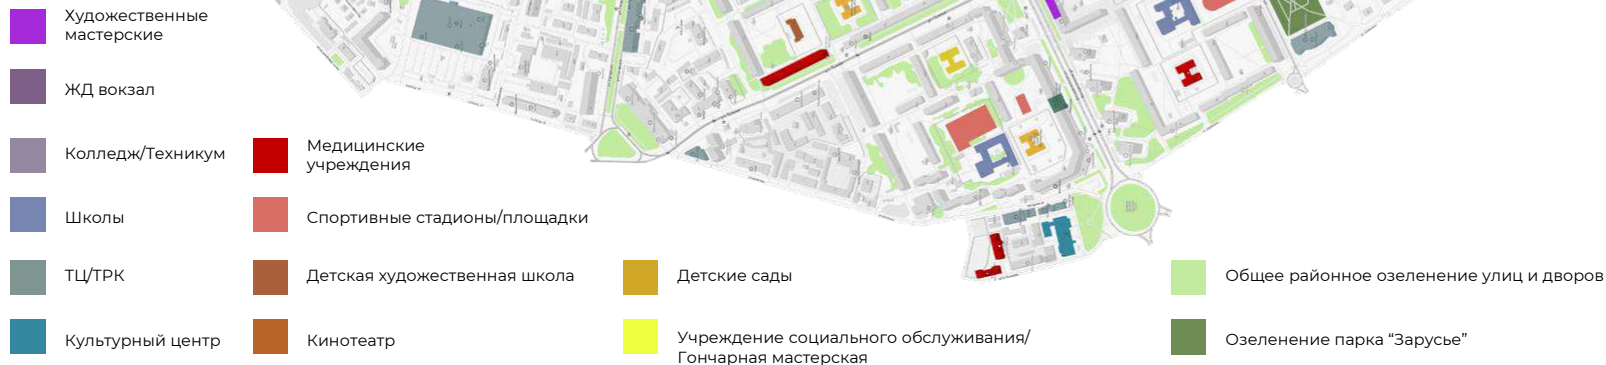 Художественные
мастерские
ЖД вокзал
Колледж/Техникум
Медицинские
учреждения
Школы
Спортивные стадионы/площадки
ТЦ/ТРК
Детская художественная школа
Детские сады
Общее районное озеленение улиц и дворов
Культурный центр
Кинотеатр
Учреждение социального обслуживания/
Гончарная мастерская
Озеленение парка “Зарусье”